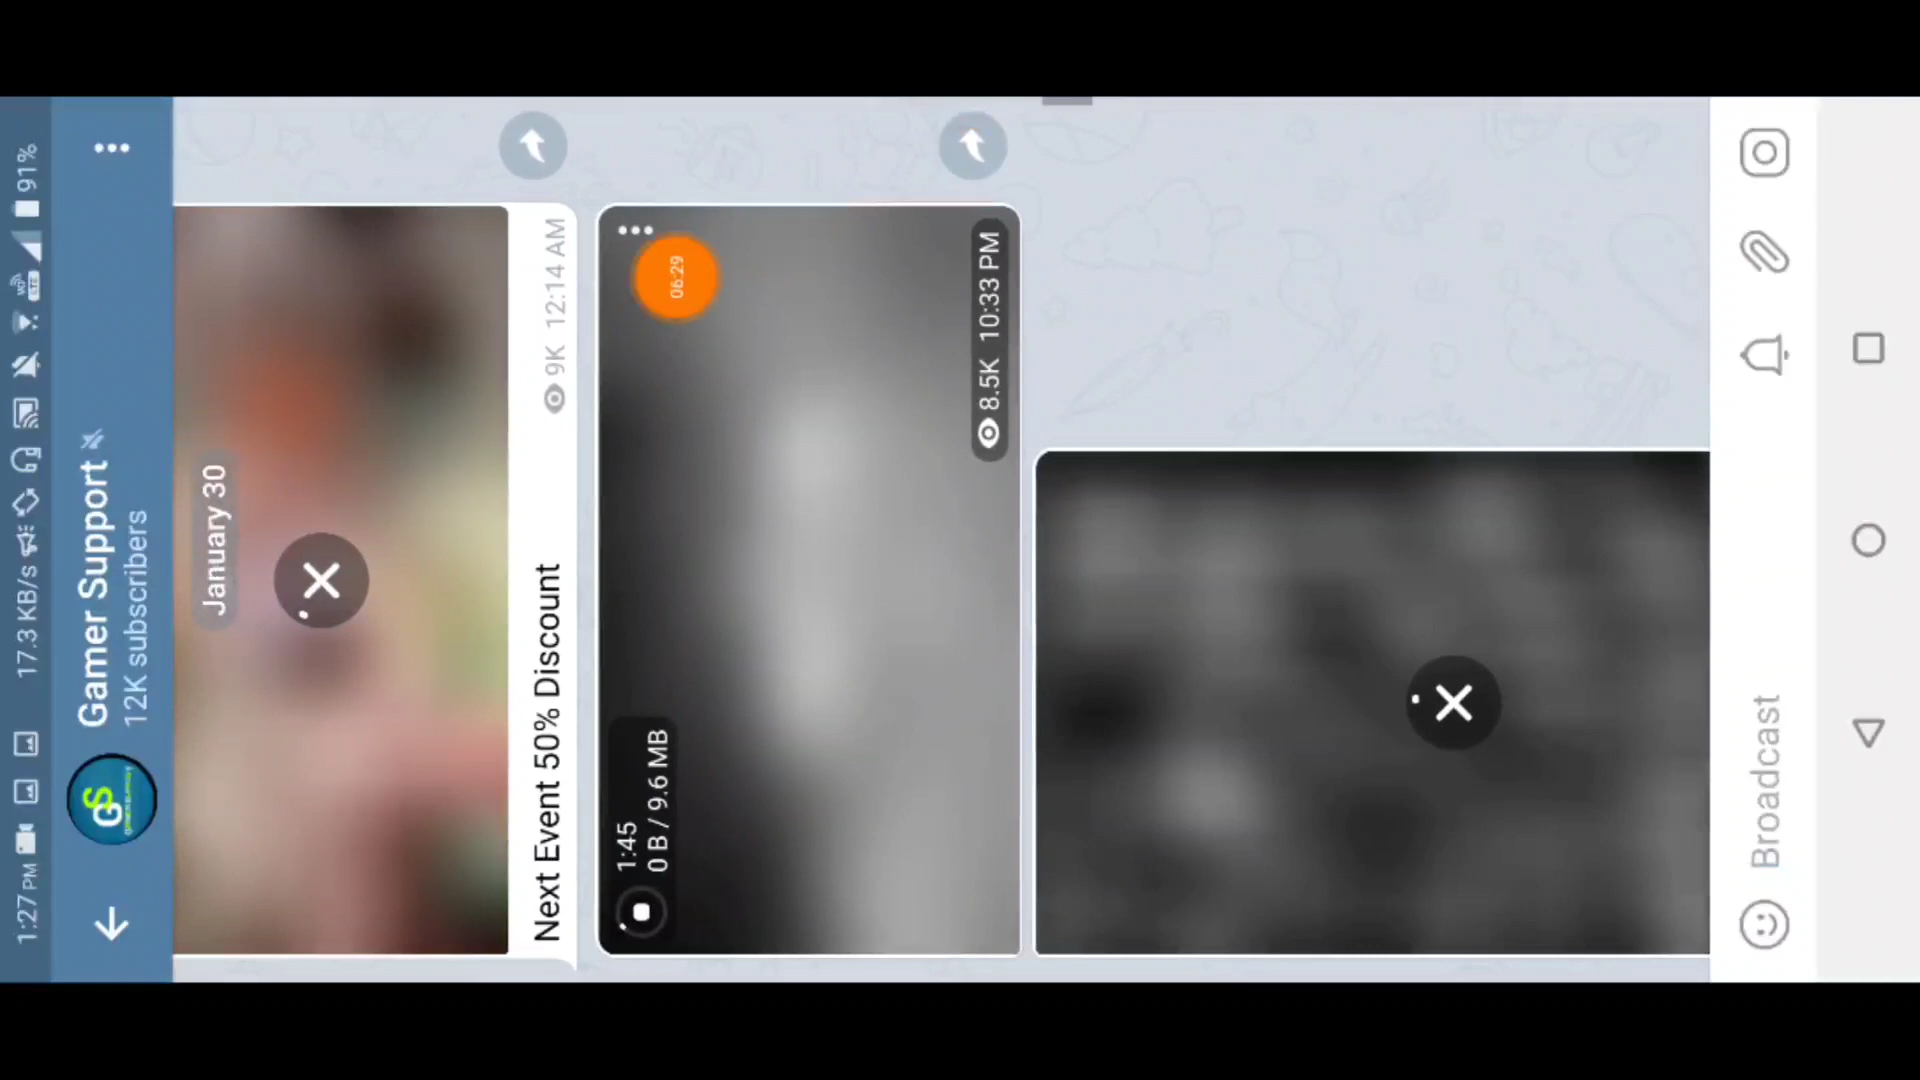 1:27 PM 17.3 KB/s 91%
Gamer Support
12K subscribers
January 30
Next Event 50% Discount
9K 12:14 AM
1:45
0 B / 9.6 MB
06:29
8.5K 10:33 PM
Broadcast